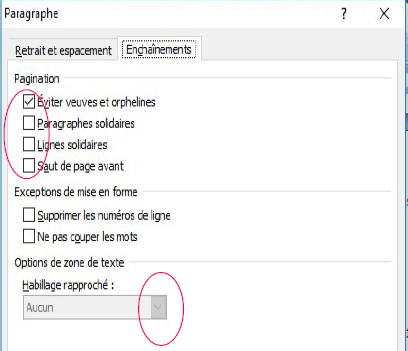 Paragraphe ? X
Retrait et espacement Enchaînements
Pagination
Éviter veuves et orphelines
Paragraphes solidaires
Lignes solidaires
Saut de page avant
Exceptions de mise en forme
Supprimer les numéros de ligne
Ne pas couper les mots
Options de zone de texte
Habillage rapproché :
Aucun